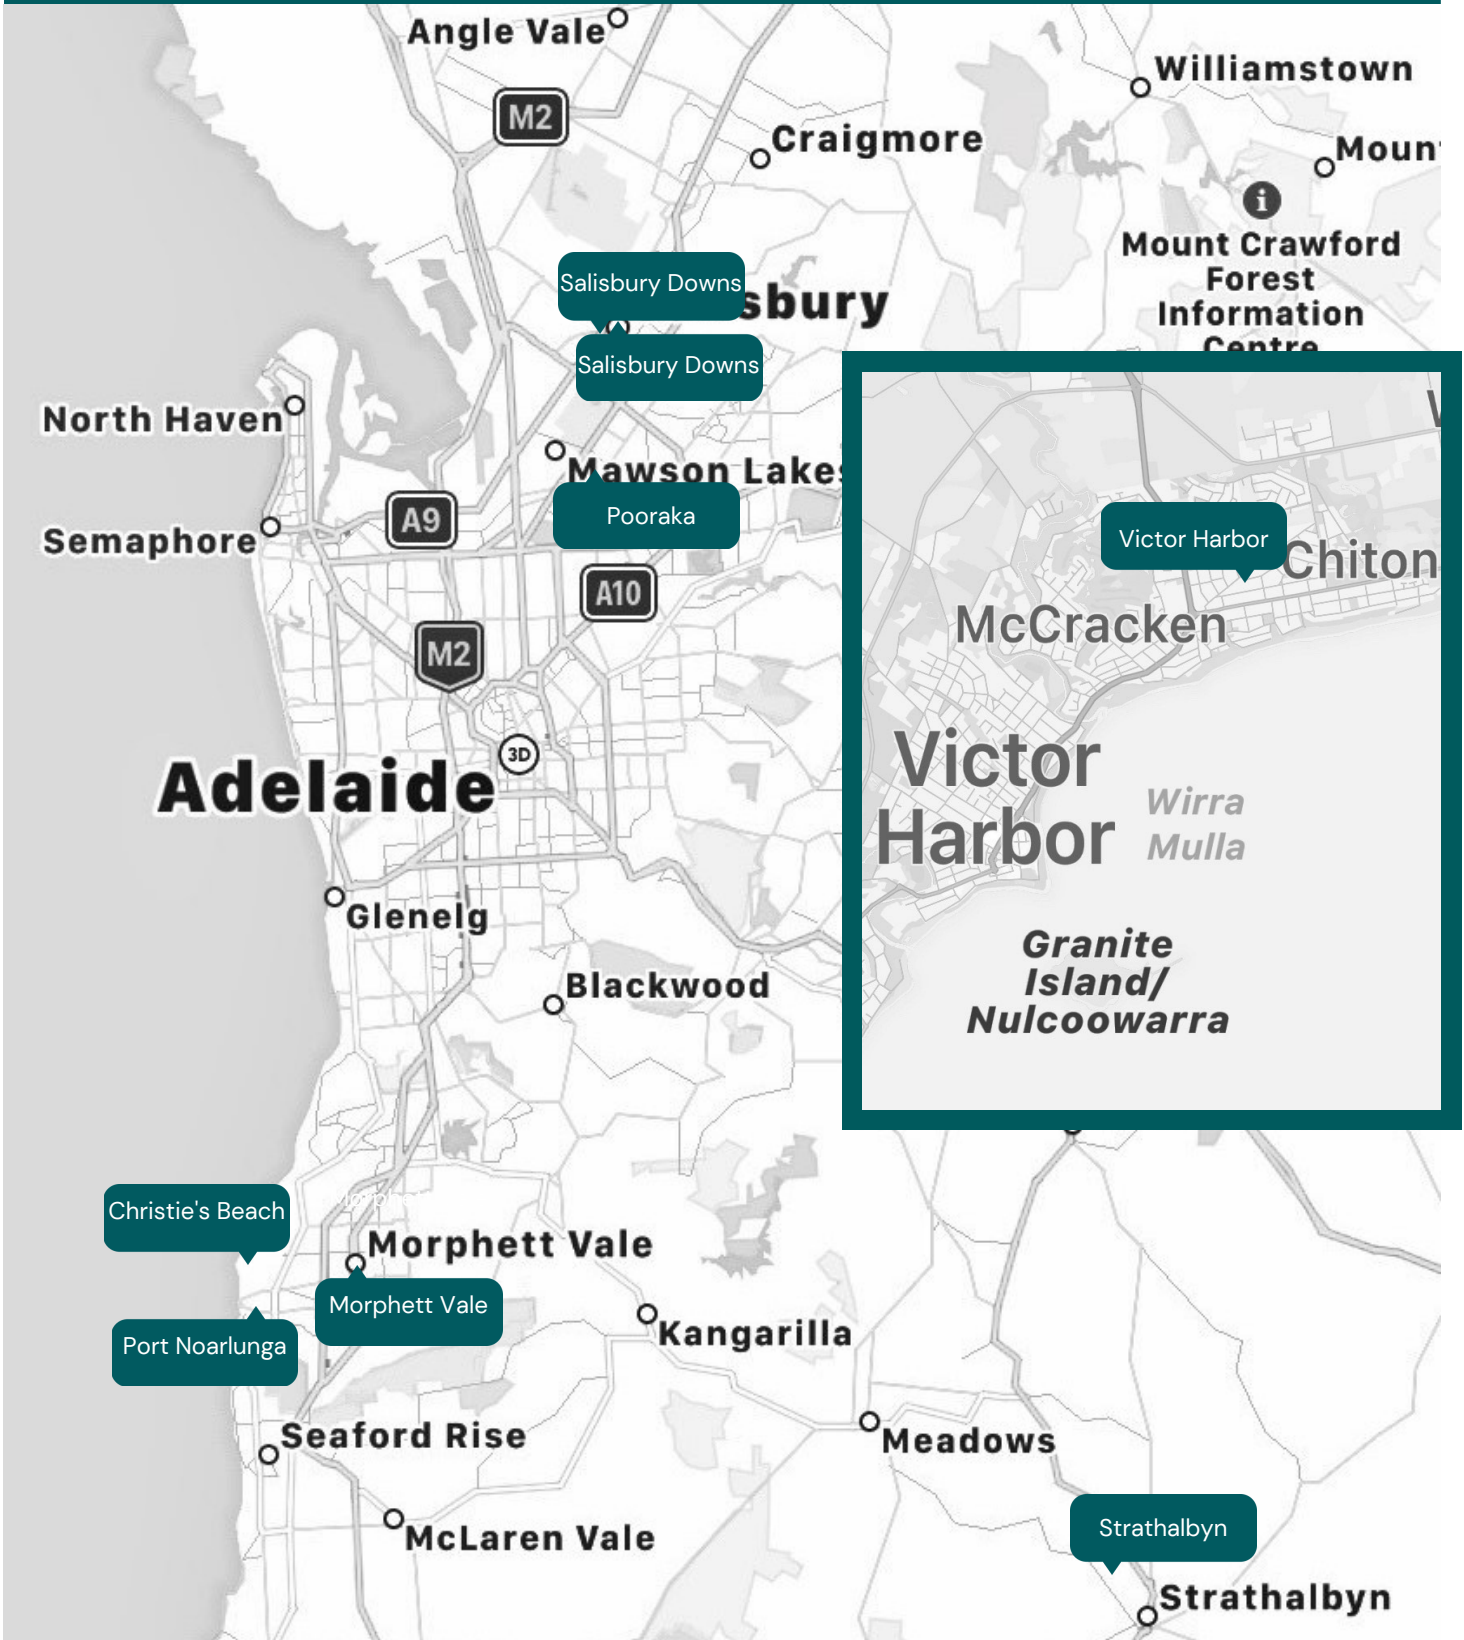 Angle Vale
Williamstown
M2
Craigmore
Mount Crawford
Forest
Information
Centre
Salisbury Downs
Salisbury Downs
North Haven
Mawson Lakes
A9
Pooraka
Semaphore
A10
M2
3D
Adelaide
Glenelg
Blackwood
Victor Harbor
Chiton
McCracken
Victor
Harbor
Wirra
Mulla
Granite
Island/
Nulcoowarra
Christie's Beach
Morphett Vale
Morphett Vale
Port Noarlunga
Kangarilla
Seaford Rise
Meadows
McLaren Vale
Strathalbyn
Strathalbyn